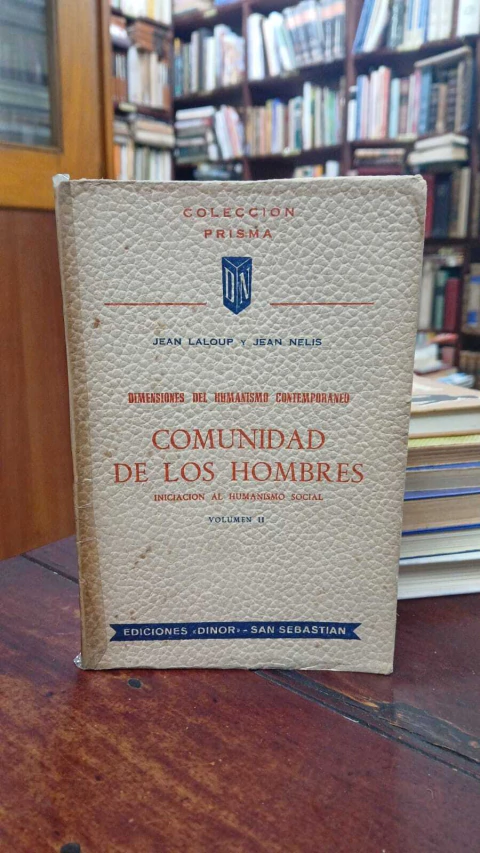 COLECCION
PRISMA
DN
JEAN LALOUP Y JEAN NELIS
DIMENSIONES DEL HUMANISMO CONTEMPORANEO
COMUNIDAD
DE LOS HOMBRES
INICIACION AL HUMANISMO SOCIAL
VOLUMEN II
EDICIONES «DINOR» - SAN SEBASTIAN